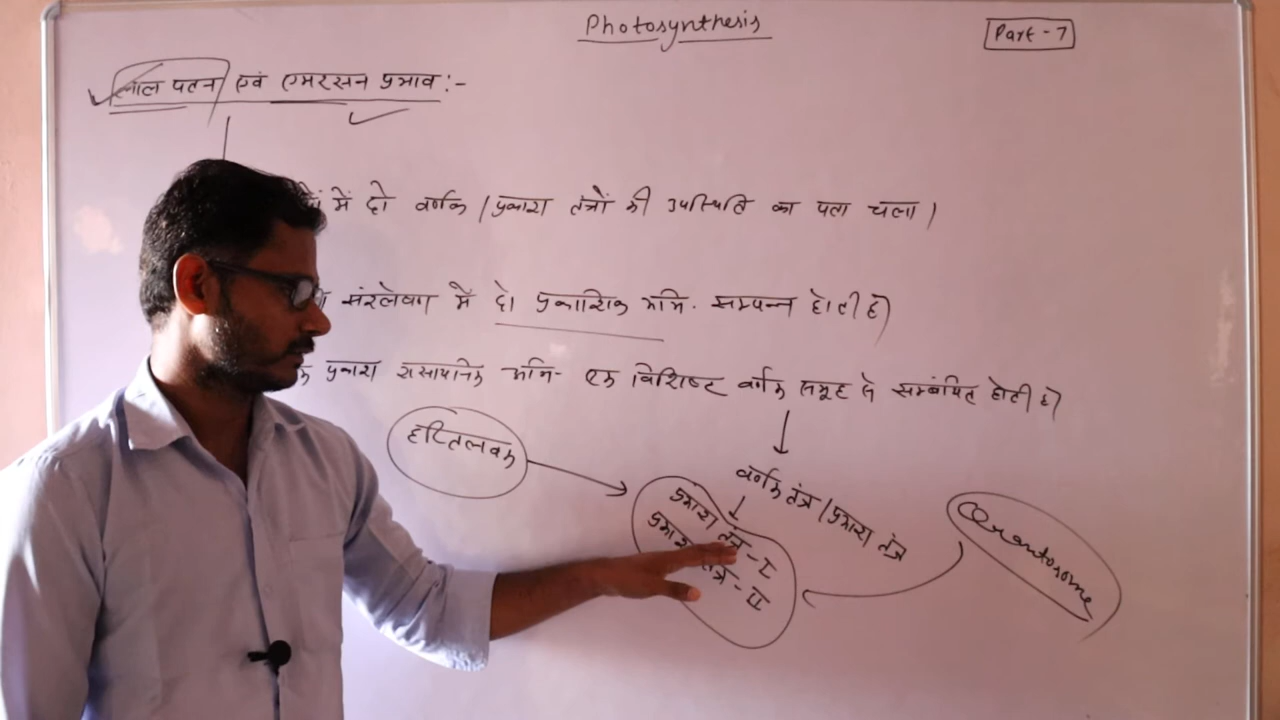 Photosynthesis
Part - 7
लाल पतन एवं एमरसन प्रभाव :-
में दो वर्णक / प्रकाश तंत्रों की उपस्थिति का पता चला।
संश्लेषण में दो प्रकाशिक अभि. सम्पन्न होती है।
प्रकाश रासायनिक अभि- एक विशिष्ट वर्णक समूह से सम्बंधित होती है।
हरितलवक
वर्णक तंत्र / प्रकाश तंत्र
प्रकाश तंत्र - I
प्रकाश तंत्र - II
Quantosome